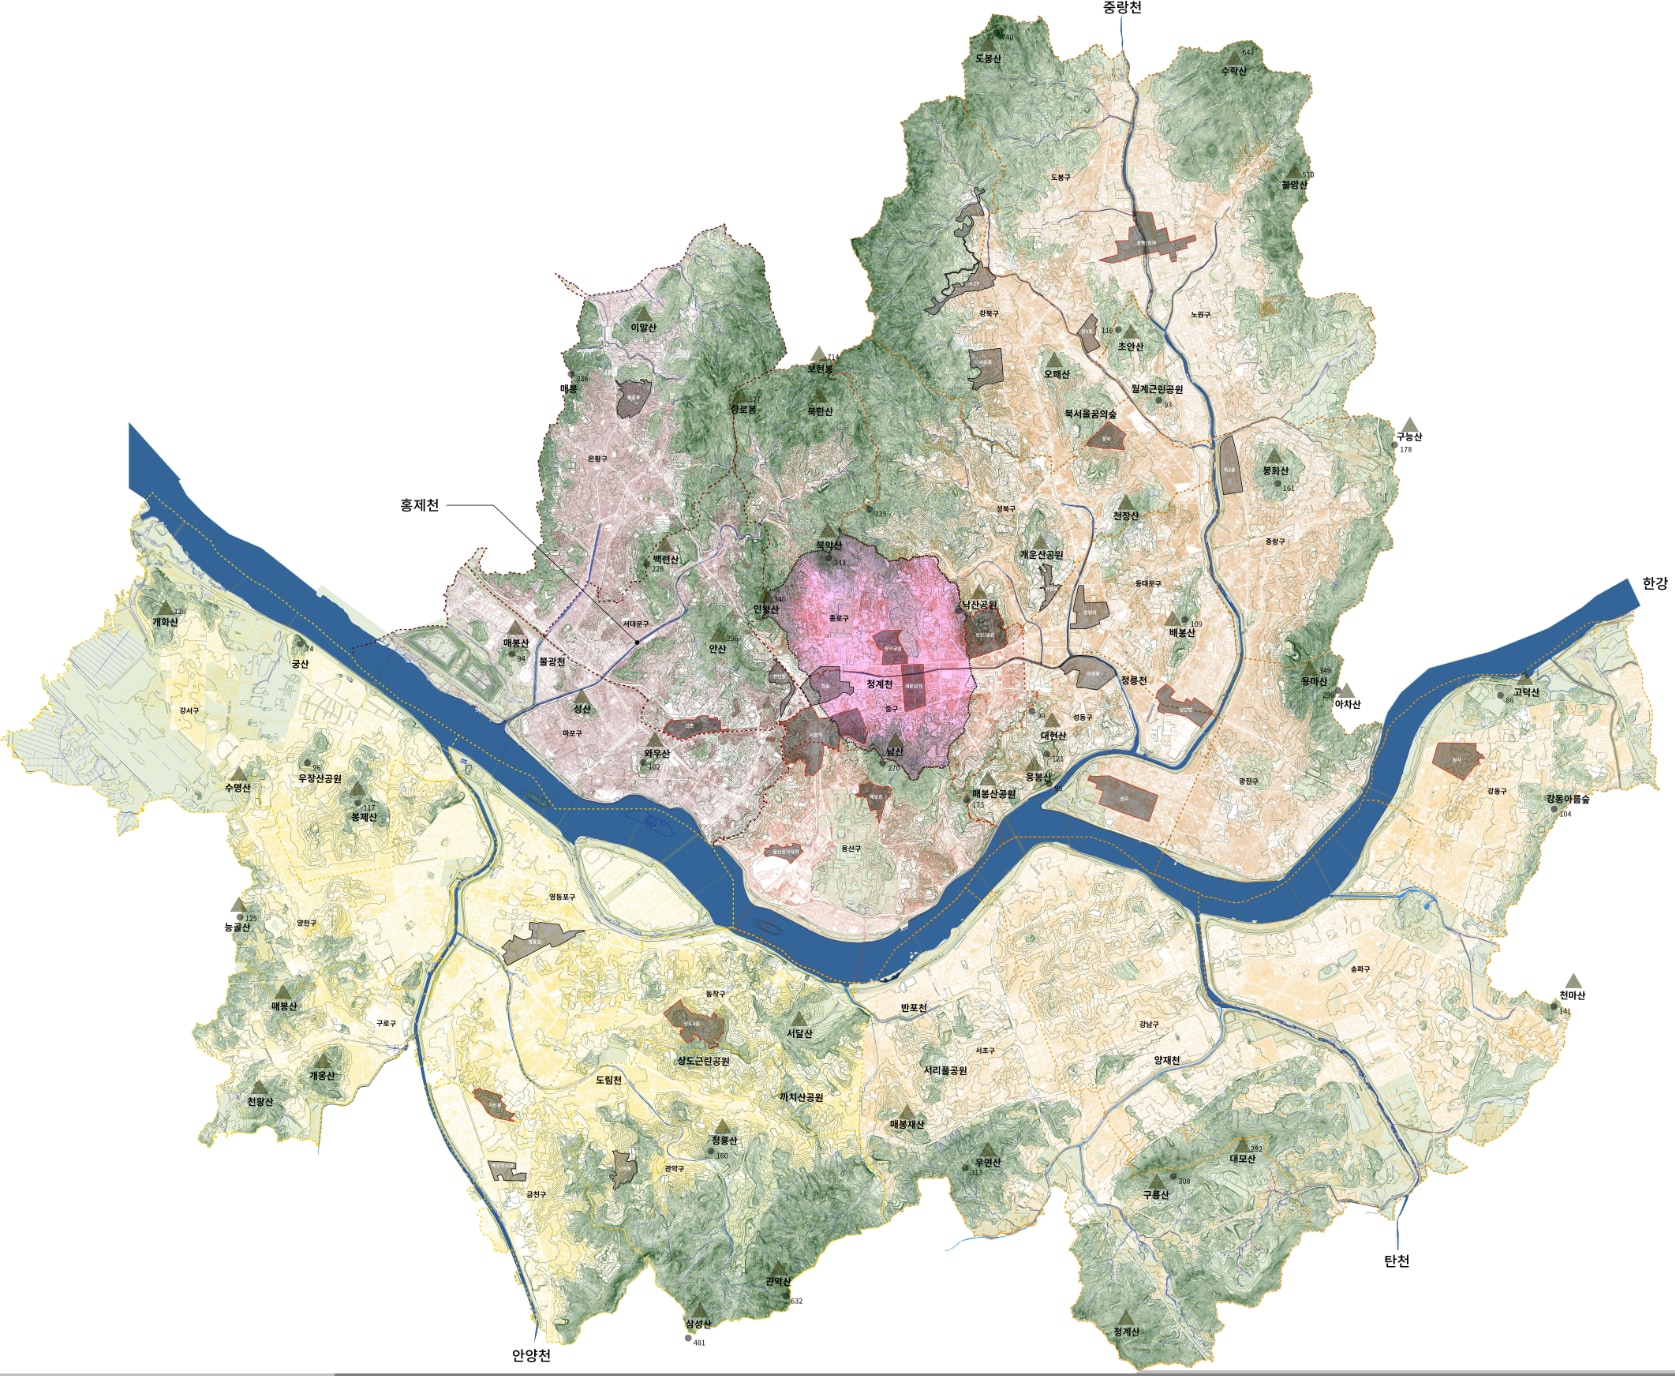 중랑천
740
도봉산
641
수락산
510
불암산
도봉구
이말산
강북구
노원구
116
초안산
714
보현봉
236
매봉
오패산
월계근린공원
93
527
향로봉
북한산
북서울꿈의숲
구능산
178
은평구
봉화산
161
홍제천
315
성북구
천장산
북악산
343
중랑구
개운산공원
백련산
228
동대문구
한강
340
인왕산
낙산공원
123
개화산
종로구
109
배봉산
서대문구
매봉산
94
296
안산
74
궁산
불광천
349
용마산
296
아차산
청계천
정릉천
고덕산
86
강서구
성산
중구
마포구
성동구
대현산
121
와우산
102
남산
270
응봉산
95
96
우장산공원
수명산
117
봉제산
매봉산공원
175
광진구
강동구
강동아름숲
104
용산구
영등포구
125
능골산
양천구
송파구
동작구
천마산
141
매봉산
반포천
구로구
서달산
강남구
서초구
상도근린공원
양재천
개웅산
도림천
서리풀공원
천왕산
까치산공원
매봉재산
청룡산
160
관악구
우면산
313
292
대모산
308
구룡산
금천구
탄천
관악산
632
삼성산
481
청계산
안양천